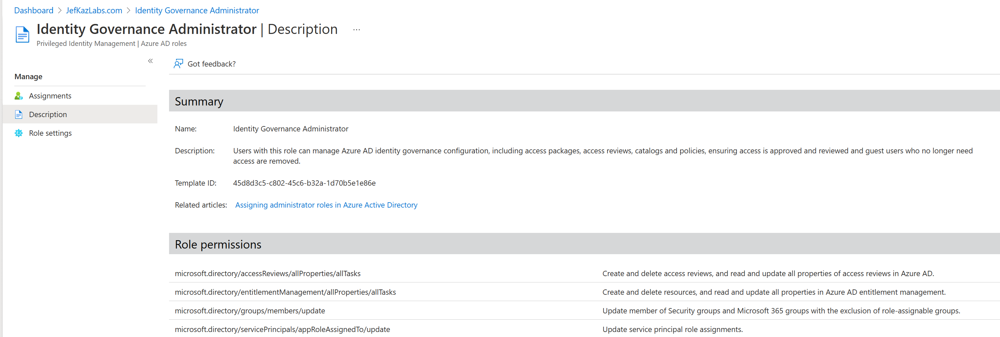 Dashboard > JefKazLabs.com > Identity Governance Administrator
Identity Governance Administrator | Description ...
Privileged Identity Management | Azure AD roles
«
Got feedback?
Manage
Assignments
Description
Role settings
Summary
Name: Identity Governance Administrator
Description: Users with this role can manage Azure AD identity governance configuration, including access packages, access reviews, catalogs and policies, ensuring access is approved and reviewed and guest users who no longer need
access are removed.
Template ID: 45d8d3c5-c802-45c6-b32a-1d70b5e1e86e
Related articles: Assigning administrator roles in Azure Active Directory
Role permissions
microsoft.directory/accessReviews/allProperties/allTasks Create and delete access reviews, and read and update all properties of access reviews in Azure AD.
microsoft.directory/entitlementManagement/allProperties/allTasks Create and delete resources, and read and update all properties in Azure AD entitlement management.
microsoft.directory/groups/members/update Update member of Security groups and Microsoft 365 groups with the exclusion of role-assignable groups.
microsoft.directory/servicePrincipals/appRoleAssignedTo/update Update service principal role assignments.